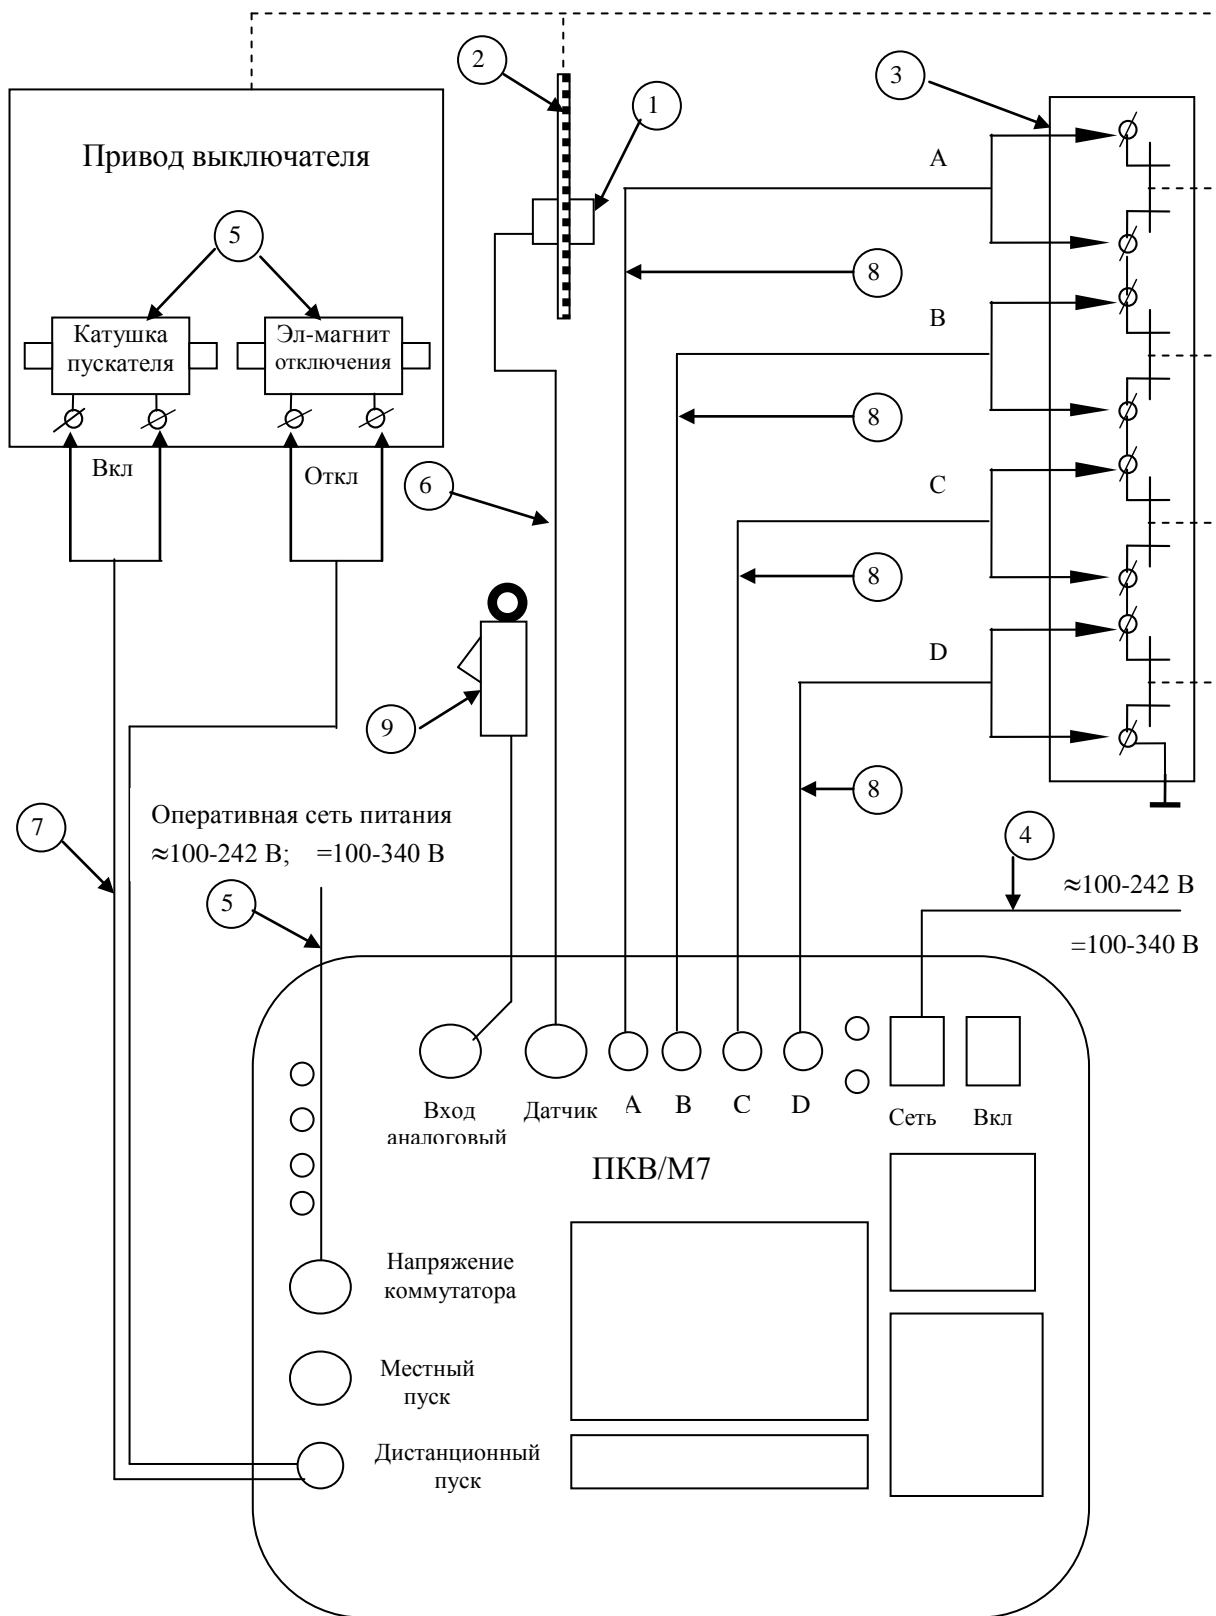 2
1
3
Привод выключателя
5
Катушка
пускателя
Эл-магнит
отключения
Вкл
Откл
A
8
B
8
6
C
8
D
9
8
7
Оперативная сеть питания
≈100-242 В; =100-340 В
5
4
≈100-242 В
=100-340 В
Вход
аналоговый
Датчик
A
B
C
D
Сеть
Вкл
ПКВ/М7
Напряжение
коммутатора
Местный
пуск
Дистанционный
пуск